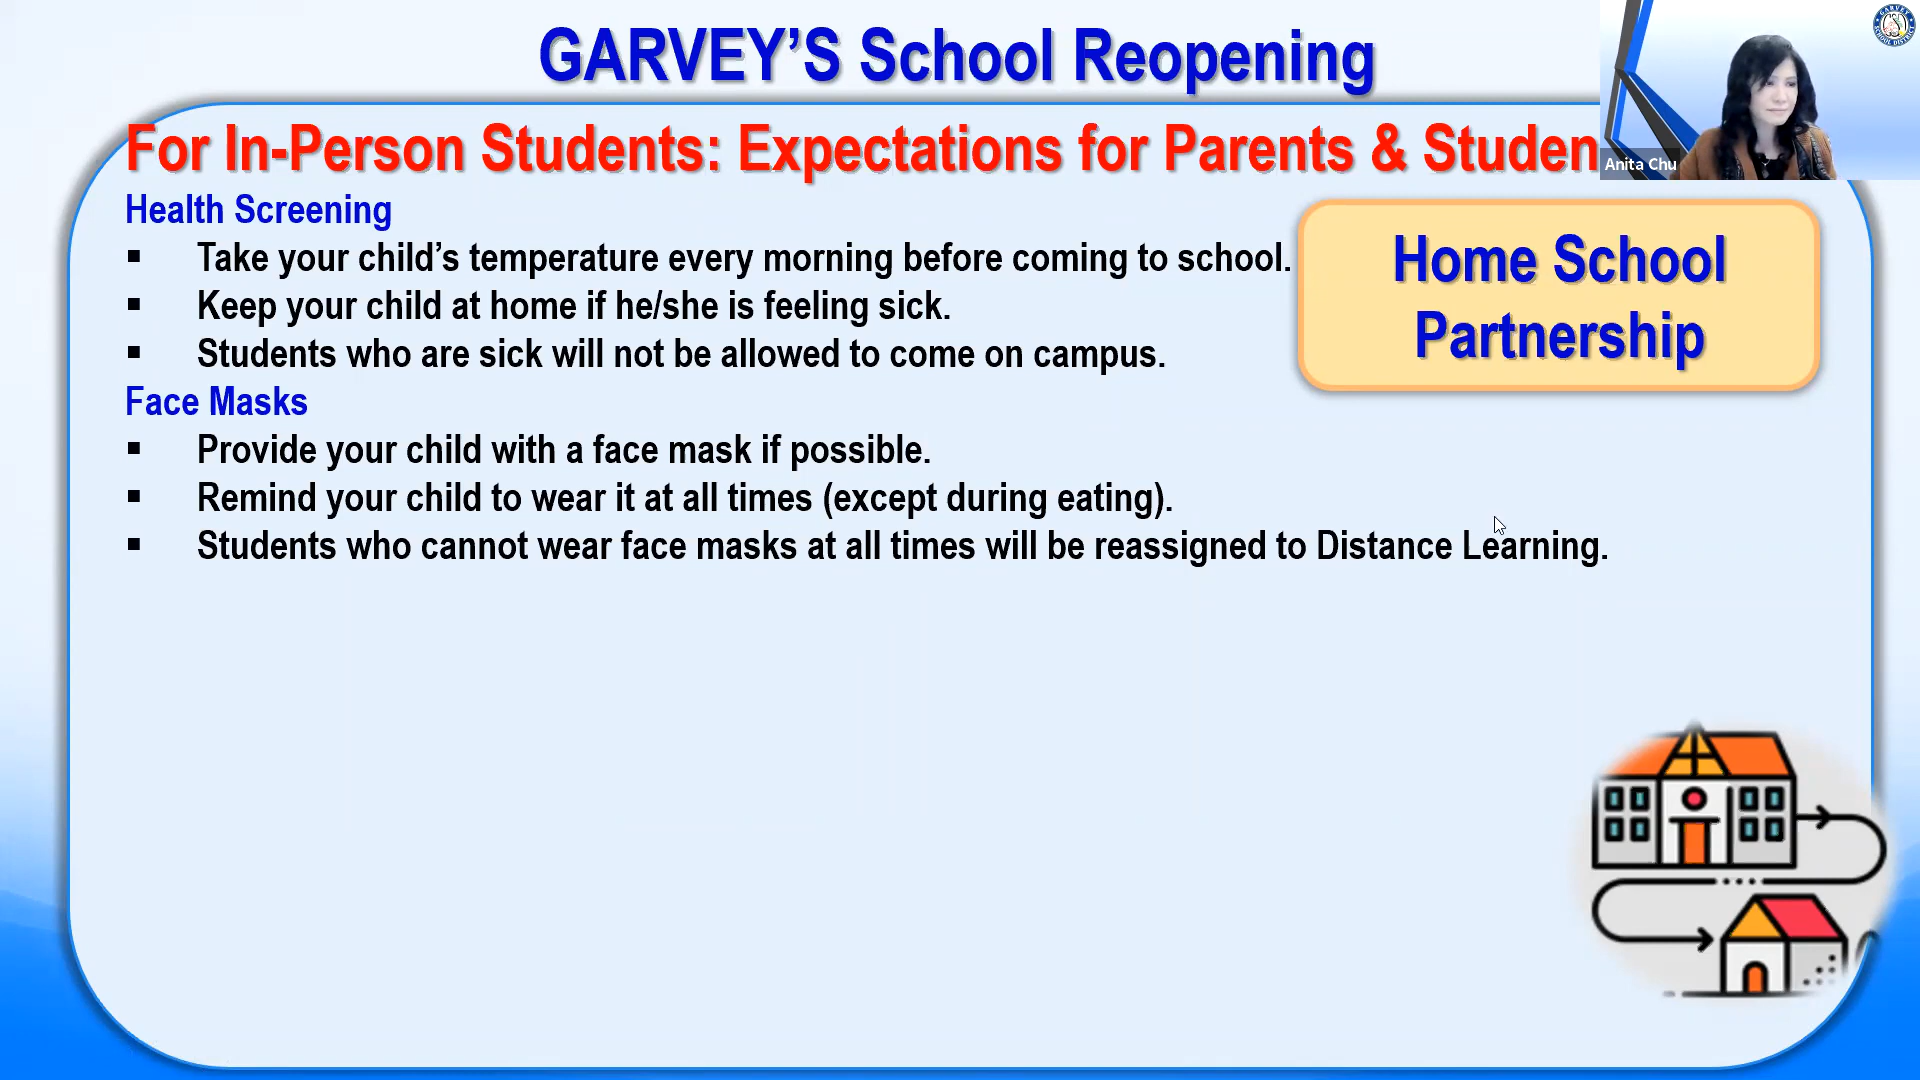 GARVEY’S School Reopening
For In-Person Students: Expectations for Parents & Studen
Anita Chu
Health Screening
▪ Take your child’s temperature every morning before coming to school.
▪ Keep your child at home if he/she is feeling sick.
▪ Students who are sick will not be allowed to come on campus.
Home School
Partnership
Face Masks
▪ Provide your child with a face mask if possible.
▪ Remind your child to wear it at all times (except during eating).
▪ Students who cannot wear face masks at all times will be reassigned to Distance Learning.
GARVEY
SCHOOL DISTRICT